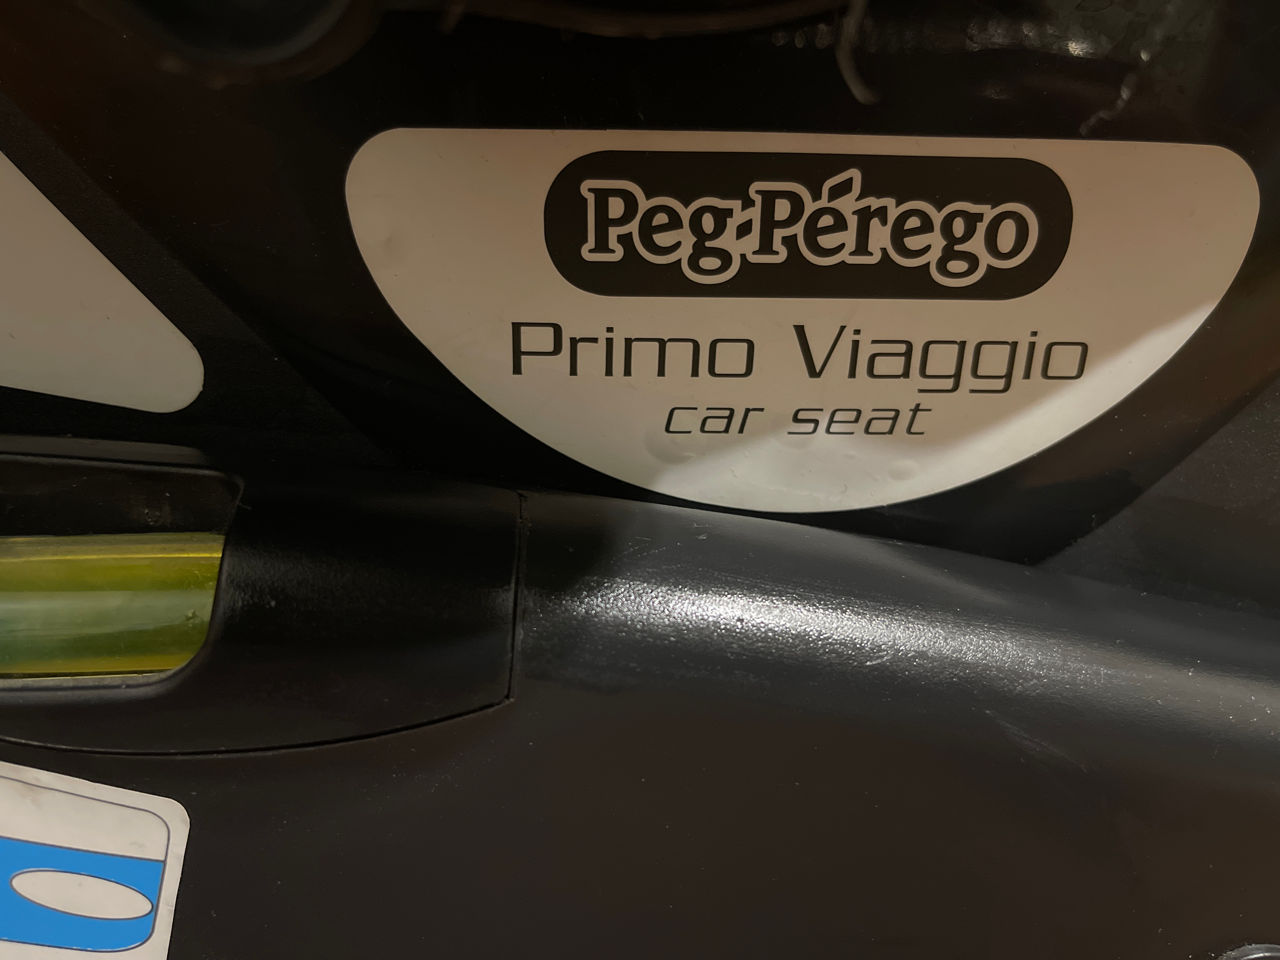 Peg-Pérego
Primo Viaggio
car seat